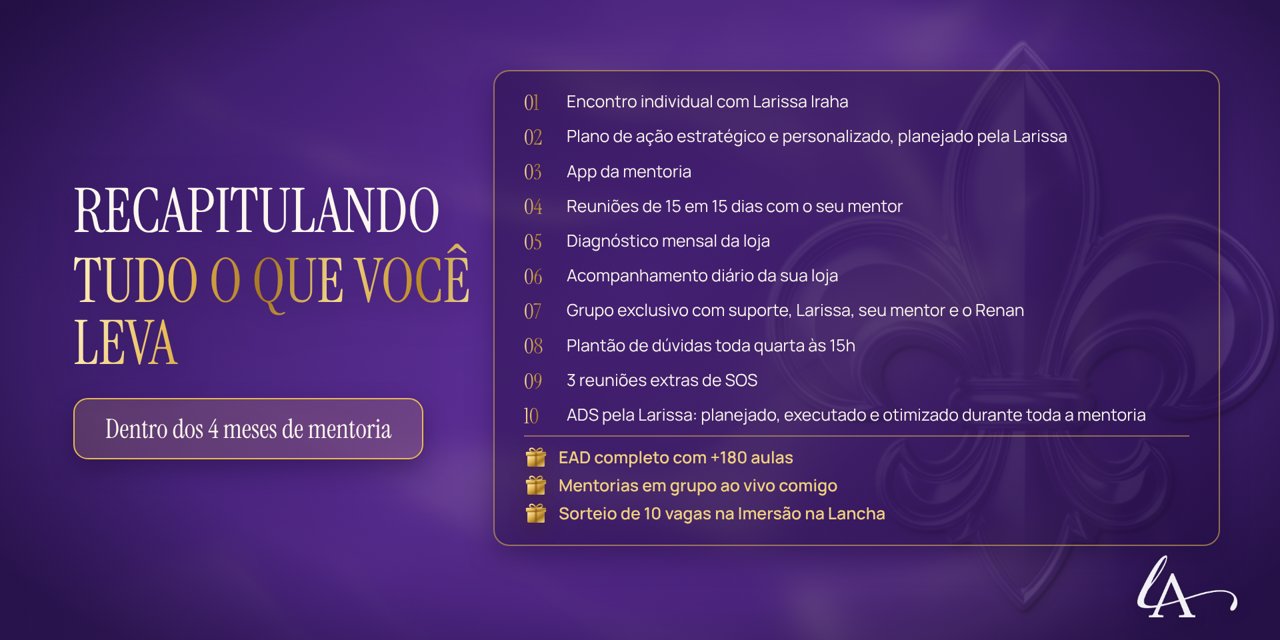 RECAPITULANDO
TUDO O QUE VOCÊ
LEVA
Dentro dos 4 meses de mentoria
01 Encontro individual com Larissa Iraha
02 Plano de ação estratégico e personalizado, planejado pela Larissa
03 App da mentoria
04 Reuniões de 15 em 15 dias com o seu mentor
05 Diagnóstico mensal da loja
06 Acompanhamento diário da sua loja
07 Grupo exclusivo com suporte, Larissa, seu mentor e o Renan
08 Plantão de dúvidas toda quarta às 15h
09 3 reuniões extras de SOS
10 ADS pela Larissa: planejado, executado e otimizado durante toda a mentoria
EAD completo com +180 aulas
Mentorias em grupo ao vivo comigo
Sorteio de 10 vagas na Imersão na Lancha
lA